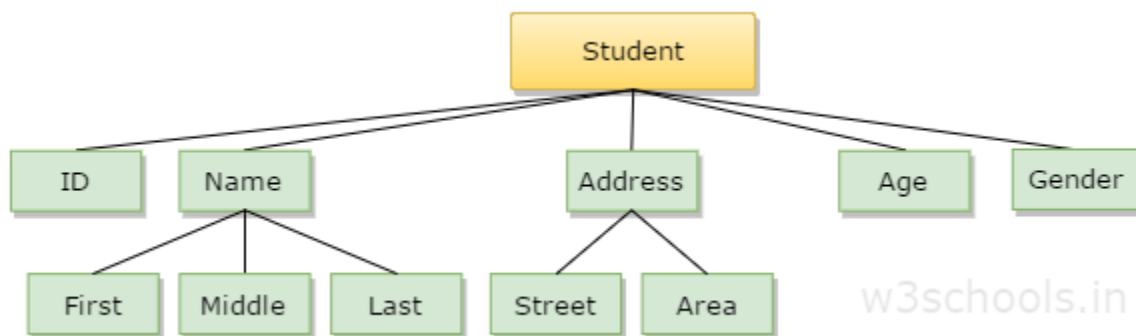 Student
ID Name Address Age Gender
First Middle Last Street Area
w3schools.in